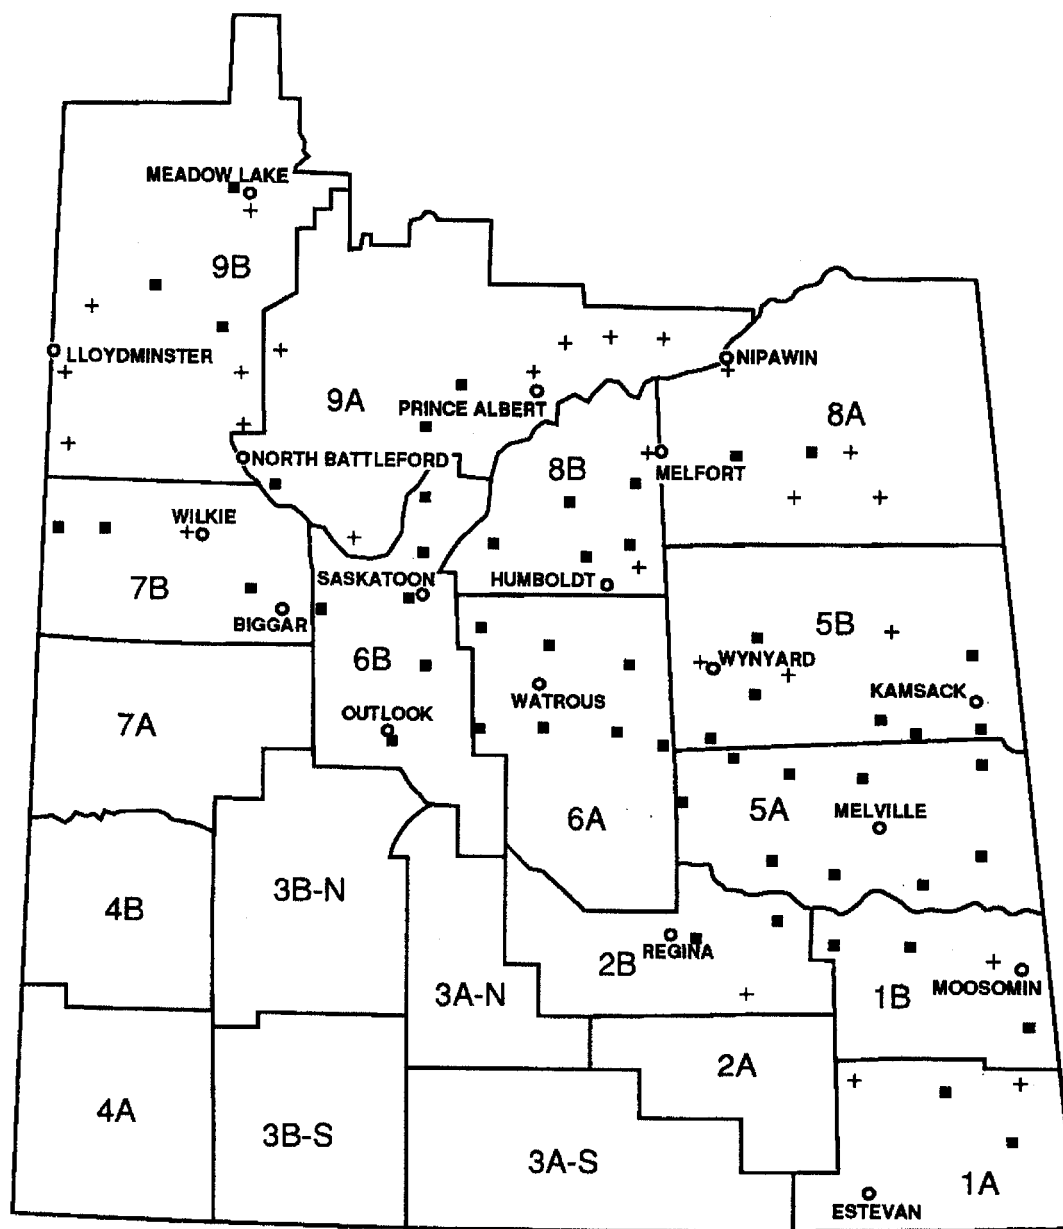 MEADOW LAKE
9B
LLOYDMINSTER
NIPAWIN
9A
PRINCE ALBERT
8A
NORTH BATTLEFORD
MELFORT
8B
WILKIE
SASKATOON
HUMBOLDT
7B
BIGGAR
5B
6B
WYNYARD
WATROUS
KAMSACK
7A
OUTLOOK
5A
MELVILLE
6A
3B-N
4B
REGINA
2B
3A-N
MOOSOMIN
1B
2A
4A
3B-S
3A-S
1A
ESTEVAN